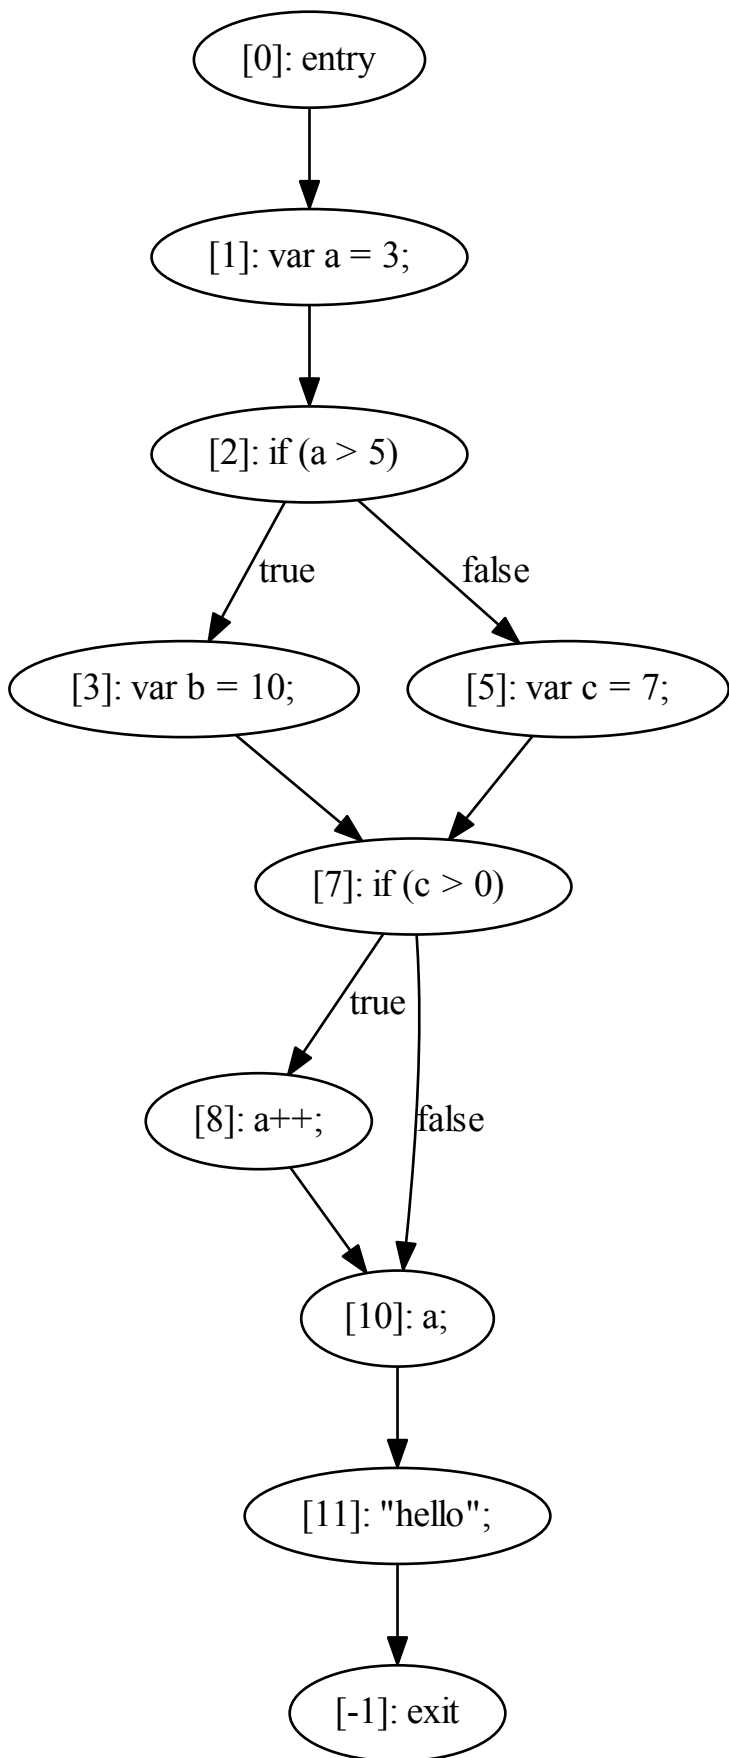 [0]: entry
[1]: var a = 3;
[2]: if (a > 5)
true
false
[3]: var b = 10;
[5]: var c = 7;
[7]: if (c > 0)
true
[8]: a++;
false
[10]: a;
[11]: "hello";
[-1]: exit